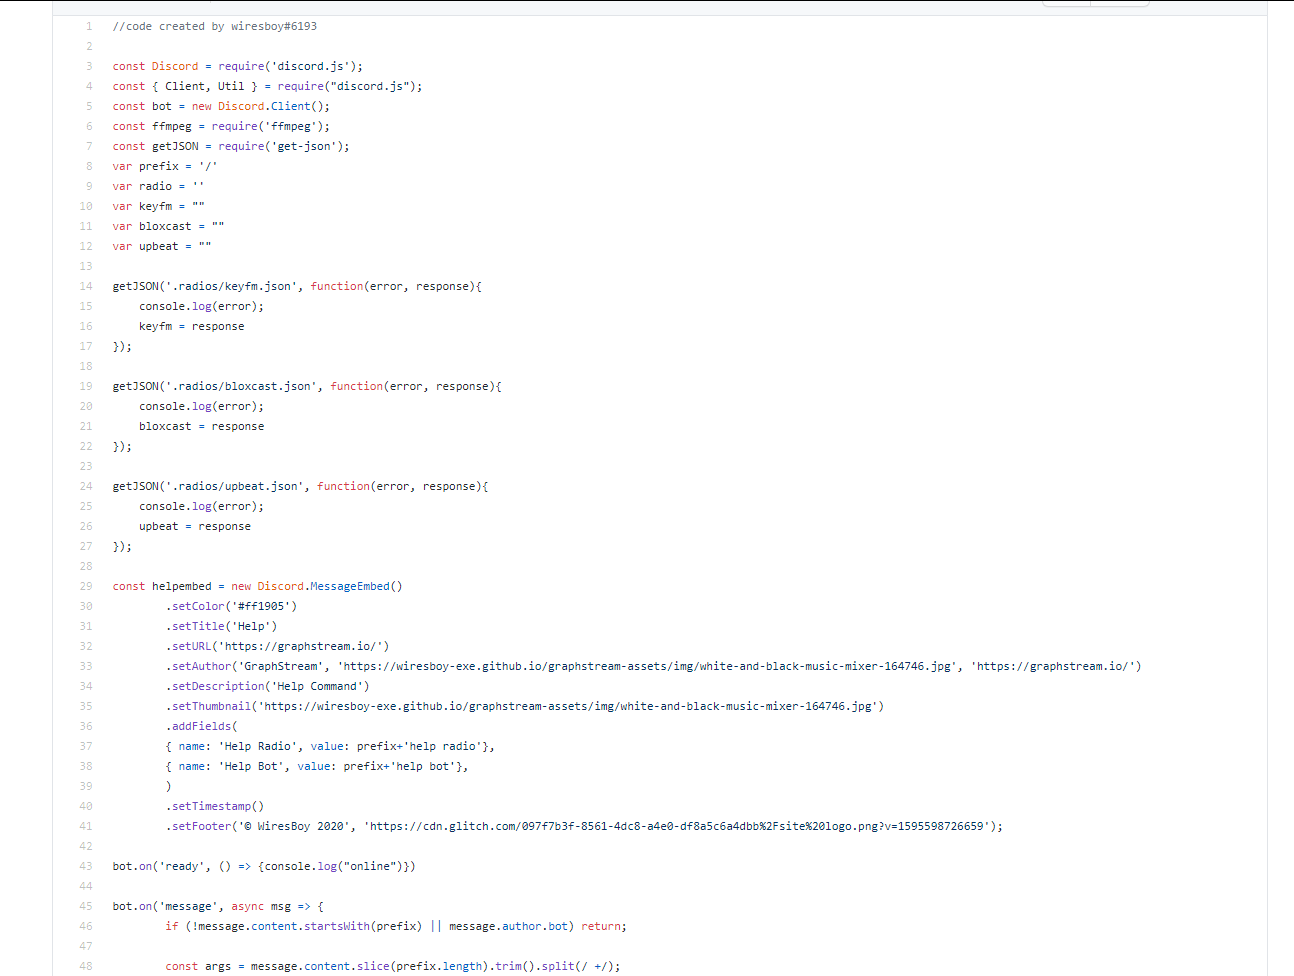 1 //code created by wiresboy#6193
2
3 const Discord = require('discord.js');
4 const { Client, Util } = require("discord.js");
5 const bot = new Discord.Client();
6 const ffmpeg = require('ffmpeg');
7 const getJSON = require('get-json');
8 var prefix = '/'
9 var radio = ''
10 var keyfm = ""
11 var bloxcast = ""
12 var upbeat = ""
13
14 getJSON('.radios/keyfm.json', function(error, response){
15     console.log(error);
16     keyfm = response
17 });
18
19 getJSON('.radios/bloxcast.json', function(error, response){
20     console.log(error);
21     bloxcast = response
22 });
23
24 getJSON('.radios/upbeat.json', function(error, response){
25     console.log(error);
26     upbeat = response
27 });
28
29 const helpembed = new Discord.MessageEmbed()
30         .setColor('#ff1905')
31         .setTitle('Help')
32         .setURL('https://graphstream.io/')
33         .setAuthor('GraphStream', 'https://wiresboy-exe.github.io/graphstream-assets/img/white-and-black-music-mixer-164746.jpg', 'https://graphstream.io/')
34         .setDescription('Help Command')
35         .setThumbnail('https://wiresboy-exe.github.io/graphstream-assets/img/white-and-black-music-mixer-164746.jpg')
36         .addFields(
37         { name: 'Help Radio', value: prefix+'help radio'},
38         { name: 'Help Bot', value: prefix+'help bot'},
39         )
40         .setTimestamp()
41         .setFooter('© WiresBoy 2020', 'https://cdn.glitch.com/097f7b3f-8561-4dc8-a4e0-df8a5c6a4dbb%2Fsite%20logo.png?v=1595598726659');
42
43 bot.on('ready', () => {console.log("online")})
44
45 bot.on('message', async msg => {
46         if (!message.content.startsWith(prefix) || message.author.bot) return;
47
48         const args = message.content.slice(prefix.length).trim().split(/ +/);